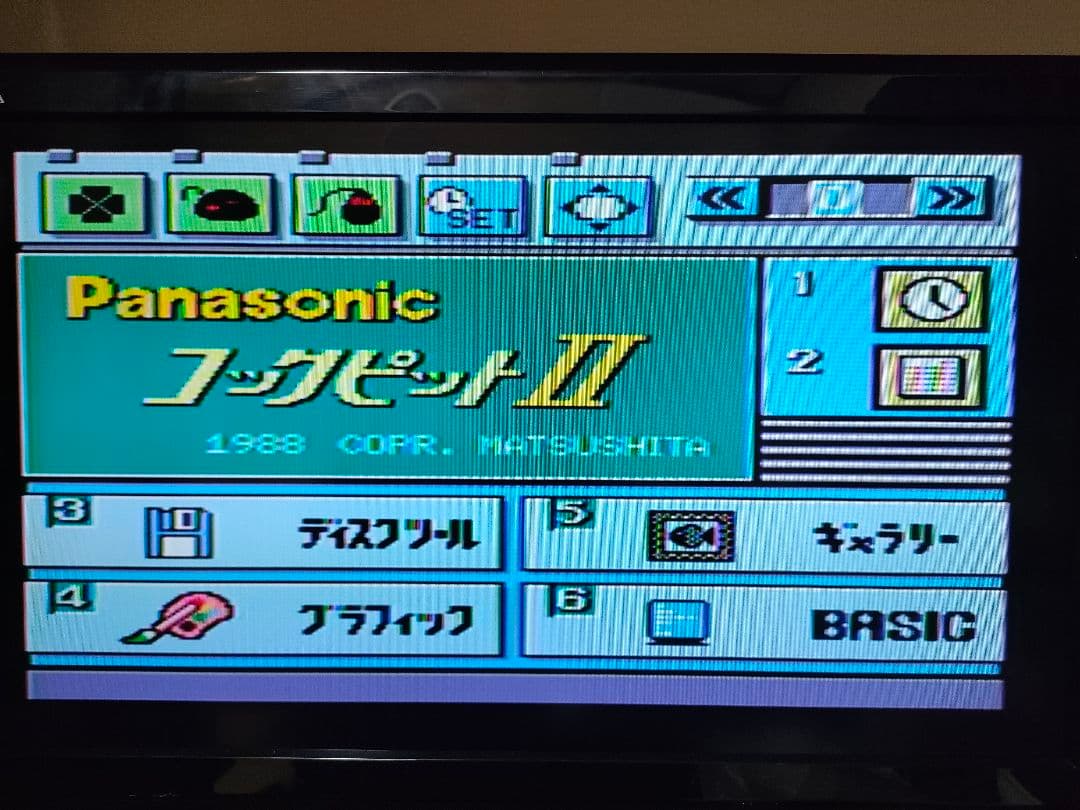 SET
Panasonic
コックピットII
1988 COPR. MATSUSHITA
1
2
3 ディスクツール
4 グラフィック
5 ギャラリー
6 BASIC